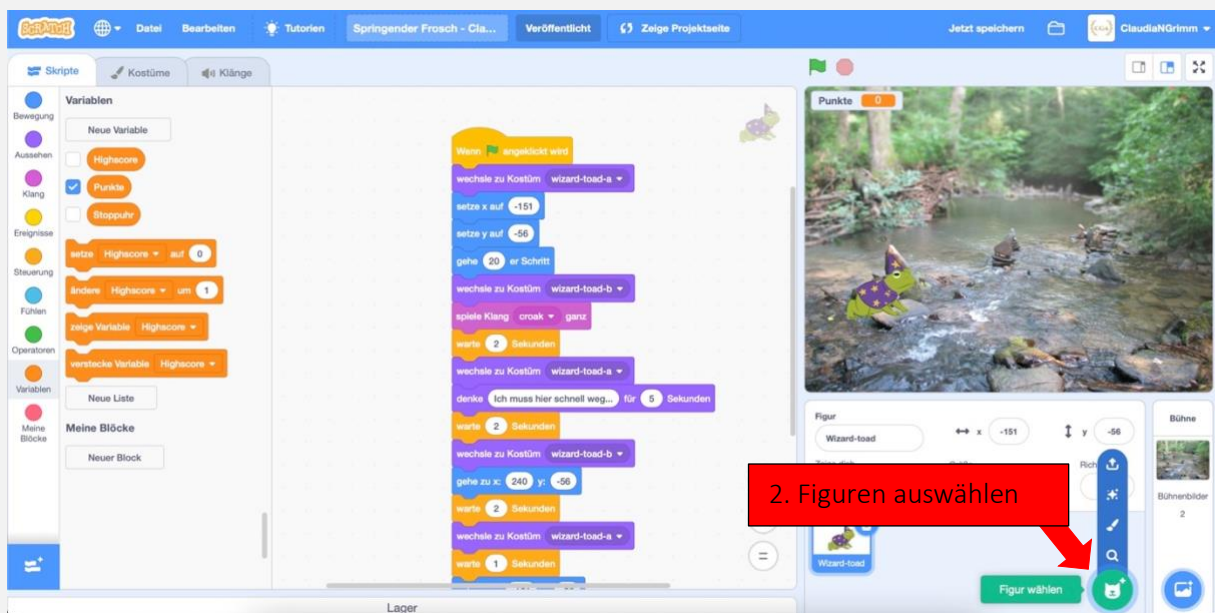 SCRATCH
Datei
Bearbeiten
Tutorien
Springender Frosch - Cla...
Veröffentlicht
Zeige Projektseite
Jetzt speichern
ClaudiaNGrimm
Skripte
Kostüme
Klänge
Bewegung
Aussehen
Klang
Ereignisse
Steuerung
Fühlen
Operatoren
Variablen
Meine
Blöcke
Variablen
Neue Variable
Highscore
Punkte
Stoppuhr
setze Highscore auf 0
ändere Highscore um 1
zeige Variable Highscore
verstecke Variable Highscore
Neue Liste
Meine Blöcke
Neuer Block
Wenn angeklickt wird
wechsle zu Kostüm wizard-toad-a
setze x auf -151
setze y auf -56
gehe 20 er Schritt
wechsle zu Kostüm wizard-toad-b
spiele Klang croak ganz
warte 2 Sekunden
wechsle zu Kostüm wizard-toad-a
denke Ich muss hier schnell weg... für 5 Sekunden
warte 2 Sekunden
wechsle zu Kostüm wizard-toad-b
gehe zu x: 240 y: -56
warte 2 Sekunden
wechsle zu Kostüm wizard-toad-a
warte 1 Sekunden
Lager
Punkte 0
Figur
Wizard-toad
x -151
y -56
2. Figuren auswählen
Wizard-toad
Figur wählen
Bühne
Bühnenbilder
2